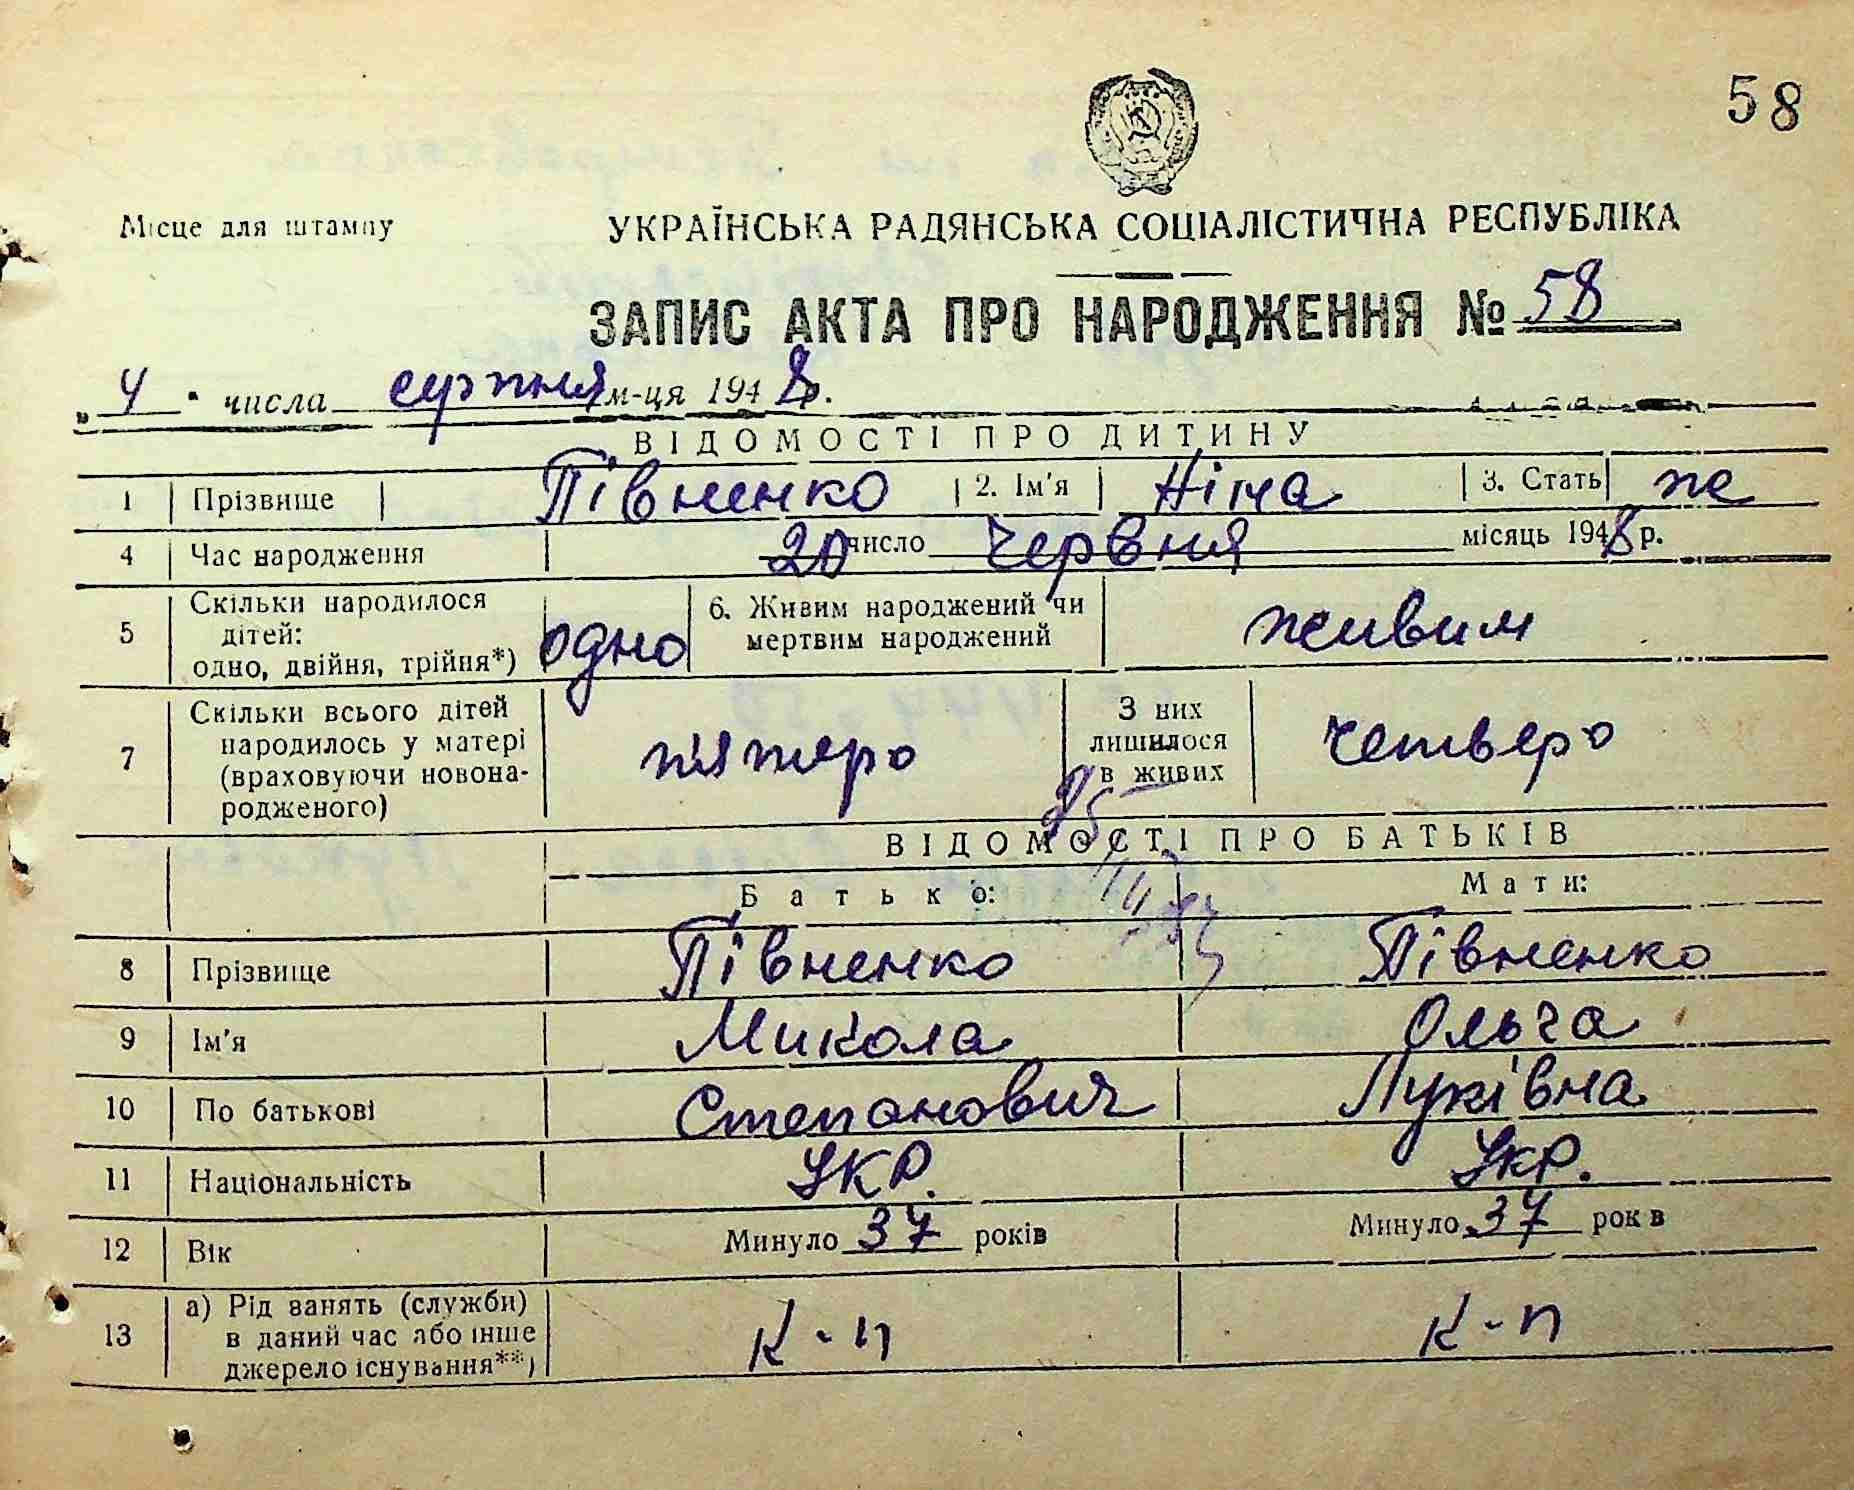 58
Місце для штампу
УКРАЇНСЬКА РАДЯНСЬКА СОЦІАЛІСТИЧНА РЕСПУБЛІКА
ЗАПИС АКТА ПРО НАРОДЖЕННЯ № 58
„ 4 " числа серпня м-ця 1948 р.
ВІДОМОСТІ ПРО ДИТИНУ
1 Прізвище Півненко 2. Ім'я Ніна 3. Стать же
4 Час народження 20 число червня місяць 1948 р.
5 Скільки народилося дітей: одно, двійня, трійня*) одно 6. Живим народжений чи мертвим народжений живим
7 Скільки всього дітей народилось у матері (враховуючи новонародженого) п'ятеро З них лишилося в живих четверо
ВІДОМОСТІ ПРО БАТЬКІВ
Батько: Мати:
8 Прізвище Півненко Півненко
9 Ім'я Микола Ольга
10 По батькові Степанович Луківна
11 Національність Укр. Укр.
12 Вік Минуло 37 років Минуло 37 рок в
13 а) Рід занять (служби) в даний час або інше джерело існування**) к-п к-п